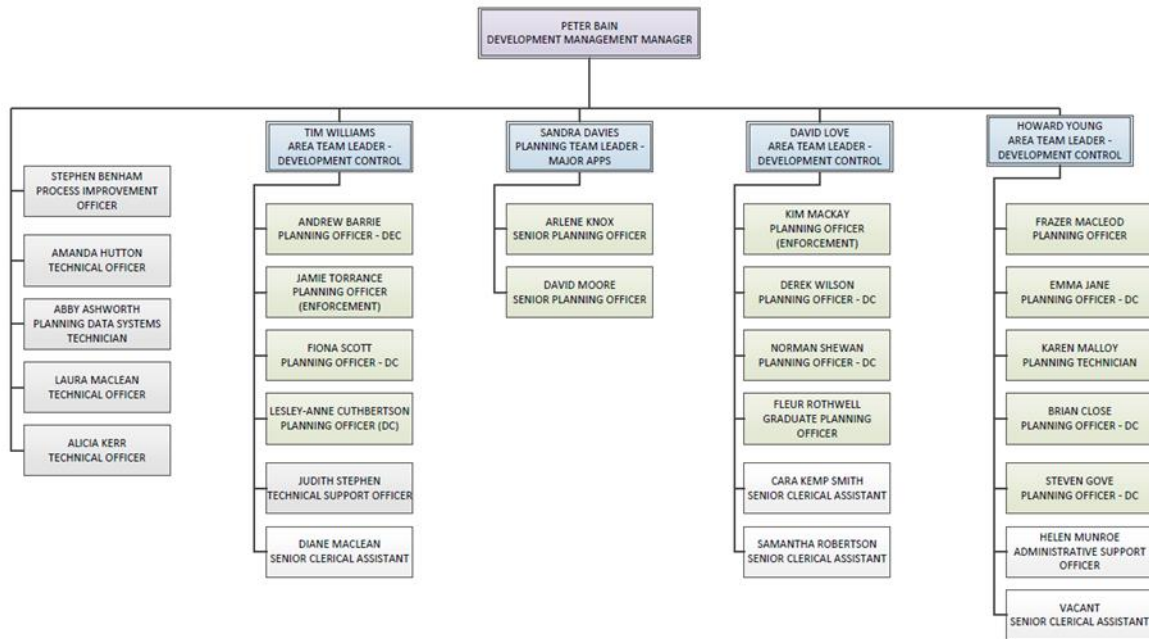 PETER BAIN
DEVELOPMENT MANAGEMENT MANAGER
STEPHEN BENHAM
PROCESS IMPROVEMENT
OFFICER
AMANDA HUTTON
TECHNICAL OFFICER
ABBY ASHWORTH
PLANNING DATA SYSTEMS
TECHNICIAN
LAURA MACLEAN
TECHNICAL OFFICER
ALICIA KERR
TECHNICAL OFFICER
TIM WILLIAMS
AREA TEAM LEADER -
DEVELOPMENT CONTROL
ANDREW BARRIE
PLANNING OFFICER - DEC
JAMIE TORRANCE
PLANNING OFFICER
(ENFORCEMENT)
FIONA SCOTT
PLANNING OFFICER - DC
LESLEY-ANNE CUTHBERTSON
PLANNING OFFICER (DC)
JUDITH STEPHEN
TECHNICAL SUPPORT OFFICER
DIANE MACLEAN
SENIOR CLERICAL ASSISTANT
SANDRA DAVIES
PLANNING TEAM LEADER -
MAJOR APPS
ARLENE KNOX
SENIOR PLANNING OFFICER
DAVID MOORE
SENIOR PLANNING OFFICER
DAVID LOVE
AREA TEAM LEADER -
DEVELOPMENT CONTROL
KIM MACKAY
PLANNING OFFICER
(ENFORCEMENT)
DEREK WILSON
PLANNING OFFICER - DC
NORMAN SHEWAN
PLANNING OFFICER - DC
FLEUR ROTHWELL
GRADUATE PLANNING
OFFICER
CARA KEMP SMITH
SENIOR CLERICAL ASSISTANT
SAMANTHA ROBERTSON
SENIOR CLERICAL ASSISTANT
HOWARD YOUNG
AREA TEAM LEADER -
DEVELOPMENT CONTROL
FRAZER MACLEOD
PLANNING OFFICER
EMMA JANE
PLANNING OFFICER - DC
KAREN MALLOY
PLANNING TECHNICIAN
BRIAN CLOSE
PLANNING OFFICER - DC
STEVEN GOVE
PLANNING OFFICER - DC
HELEN MUNROE
ADMINISTRATIVE SUPPORT
OFFICER
VACANT
SENIOR CLERICAL ASSISTANT